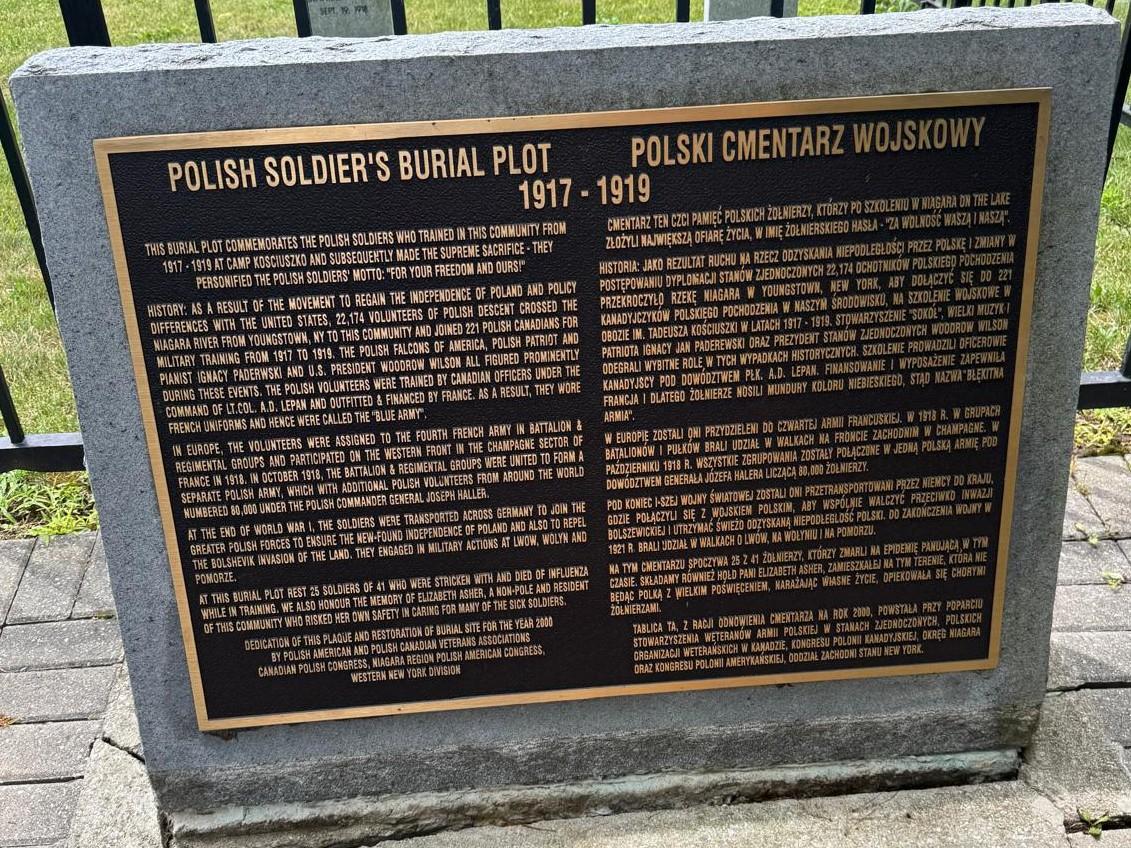 SEPT. 19, 1918
POLISH SOLDIER'S BURIAL PLOT
POLSKI CMENTARZ WOJSKOWY
1917 - 1919
THIS BURIAL PLOT COMMEMORATES THE POLISH SOLDIERS WHO TRAINED IN THIS COMMUNITY FROM
1917 - 1919 AT CAMP KOSCIUSZKO AND SUBSEQUENTLY MADE THE SUPREME SACRIFICE - THEY
PERSONIFIED THE POLISH SOLDIERS' MOTTO: "FOR YOUR FREEDOM AND OURS!"
HISTORY: AS A RESULT OF THE MOVEMENT TO REGAIN THE INDEPENDENCE OF POLAND AND POLICY
DIFFERENCES WITH THE UNITED STATES, 22,174 VOLUNTEERS OF POLISH DESCENT CROSSED THE
NIAGARA RIVER FROM YOUNGSTOWN, NY TO THIS COMMUNITY AND JOINED 221 POLISH CANADIANS FOR
MILITARY TRAINING FROM 1917 TO 1919. THE POLISH FALCONS OF AMERICA, POLISH PATRIOT AND
PIANIST IGNACY PADERWSKI AND U.S. PRESIDENT WOODROW WILSON ALL FIGURED PROMINENTLY
DURING THESE EVENTS. THE POLISH VOLUNTEERS WERE TRAINED BY CANADIAN OFFICERS UNDER THE
COMMAND OF LT.COL. A.D. LEPAN AND OUTFITTED & FINANCED BY FRANCE. AS A RESULT, THEY WORE
FRENCH UNIFORMS AND HENCE WERE CALLED THE "BLUE ARMY".
IN EUROPE, THE VOLUNTEERS WERE ASSIGNED TO THE FOURTH FRENCH ARMY IN BATTALION &
REGIMENTAL GROUPS AND PARTICIPATED ON THE WESTERN FRONT IN THE CHAMPAGNE SECTOR OF
FRANCE IN 1918. IN OCTOBER 1918, THE BATTALION & REGIMENTAL GROUPS WERE UNITED TO FORM A
SEPARATE POLISH ARMY, WHICH WITH ADDITIONAL POLISH VOLUNTEERS FROM AROUND THE WORLD
NUMBERED 80,000 UNDER THE POLISH COMMANDER GENERAL JOSEPH HALLER.
AT THE END OF WORLD WAR I, THE SOLDIERS WERE TRANSPORTED ACROSS GERMANY TO JOIN THE
GREATER POLISH FORCES TO ENSURE THE NEW-FOUND INDEPENDENCE OF POLAND AND ALSO TO REPEL
THE BOLSHEVIK INVASION OF THE LAND. THEY ENGAGED IN MILITARY ACTIONS AT LWOW, WOLYN AND
POMORZE.
AT THIS BURIAL PLOT REST 25 SOLDIERS OF 41 WHO WERE STRICKEN WITH AND DIED OF INFLUENZA
WHILE IN TRAINING. WE ALSO HONOUR THE MEMORY OF ELIZABETH ASHER, A NON-POLE AND RESIDENT
OF THIS COMMUNITY WHO RISKED HER OWN SAFETY IN CARING FOR MANY OF THE SICK SOLDIERS.
DEDICATION OF THIS PLAQUE AND RESTORATION OF BURIAL SITE FOR THE YEAR 2000
BY POLISH AMERICAN AND POLISH CANADIAN VETERANS ASSOCIATIONS
CANADIAN POLISH CONGRESS, NIAGARA REGION POLISH AMERICAN CONGRESS,
WESTERN NEW YORK DIVISION
CMENTARZ TEN CZCI PAMIĘĆ POLSKICH ŻOŁNIERZY, KTÓRZY PO SZKOLENIU W NIAGARA ON THE LAKE
ZŁOŻYLI NAJWIĘKSZĄ OFIARĘ ŻYCIA, W IMIĘ ŻOŁNIERSKIEGO HASŁA - "ZA WOLNOŚĆ WASZĄ I NASZĄ".
HISTORIA: JAKO REZULTAT RUCHU NA RZECZ ODZYSKANIA NIEPODLEGŁOŚCI PRZEZ POLSKĘ I ZMIANY W
POSTĘPOWANIU DYPLOMACJI STANÓW ZJEDNOCZONYCH 22,174 OCHOTNIKÓW POLSKIEGO POCHODZENIA
PRZEKROCZYŁO RZEKĘ NIAGARA W YOUNGSTOWN, NEW YORK, ABY DOŁĄCZYĆ SIĘ DO 221
KANADYJCZYKÓW POLSKIEGO POCHODZENIA W NASZYM ŚRODOWISKU, NA SZKOLENIE WOJSKOWE W
OBOZIE IM. TADEUSZA KOŚCIUSZKI W LATACH 1917 - 1919. STOWARZYSZENIE "SOKÓŁ", WIELKI MUZYK I
PATRIOTA IGNACY JAN PADEREWSKI ORAZ PREZYDENT STANÓW ZJEDNOCZONYCH WOODROW WILSON
ODEGRALI WYBITNE ROLE W TYCH WYPADKACH HISTORYCZNYCH. SZKOLENIE PROWADZILI OFICEROWIE
KANADYJSCY POD DOWÓDZTWEM PŁK. A.D. LEPAN. FINANSOWANIE I WYPOSAŻENIE ZAPEWNIŁA
FRANCJA I DLATEGO ŻOŁNIERZE NOSILI MUNDURY KOLORU NIEBIESKIEGO, STĄD NAZWA "BŁĘKITNA
ARMIA".
W EUROPIE ZOSTALI ONI PRZYDZIELENI DO CZWARTEJ ARMII FRANCUSKIEJ. W 1918 R. W GRUPACH
BATALIONÓW I PUŁKÓW BRALI UDZIAŁ W WALKACH NA FRONCIE ZACHODNIM W CHAMPAGNE. W
PAŹDZIERNIKU 1918 R. WSZYSTKIE ZGRUPOWANIA ZOSTAŁY POŁĄCZONE W JEDNĄ POLSKĄ ARMIĘ POD
DOWÓDZTWEM GENERAŁA JÓZEFA HALERA LICZĄCĄ 80,000 ŻOŁNIERZY.
POD KONIEC I-SZEJ WOJNY ŚWIATOWEJ ZOSTALI ONI PRZETRANSPORTOWANI PRZEZ NIEMCY DO KRAJU,
GDZIE POŁĄCZYLI SIĘ Z WOJSKIEM POLSKIM, ABY WSPÓLNIE WALCZYĆ PRZECIWKO INWAZJI
BOLSZEWICKIEJ I UTRZYMAĆ ŚWIEŻO ODZYSKANĄ NIEPODLEGŁOŚĆ POLSKI. DO ZAKOŃCZENIA WOJNY W
1921 R. BRALI UDZIAŁ W WALKACH O LWÓW, NA WOŁYNIU I NA POMORZU.
NA TYM CMENTARZU SPOCZYWA 25 Z 41 ŻOŁNIERZY, KTÓRZY ZMARLI NA EPIDEMIĘ PANUJĄCĄ W TYM
CZASIE. SKŁADAMY RÓWNIEŻ HOŁD PANI ELIZABETH ASHER, ZAMIESZKAŁEJ NA TYM TERENIE, KTÓRA NIE
BĘDĄC POLKĄ Z WIELKIM POŚWIĘCENIEM, NARAŻAJĄC WŁASNE ŻYCIE, OPIEKOWAŁA SIĘ CHORYMI
ŻOŁNIERZAMI.
TABLICA TA, Z RACJI ODNOWIENIA CMENTARZA NA ROK 2000, POWSTAŁA PRZY POPARCIU
STOWARZYSZENIA WĘTERANÓW ARMII POLSKIEJ W STANACH ZJEDNOCZONYCH, POLSKICH
ORGANIZACJI WETERAŃSKICH W KANADZIE, KONGRESU POLONII KANADYJSKIEJ, OKRĘG NIAGARA
ORAZ KONGRESU POLONII AMERYKAŃSKIEJ, ODDZIAŁ ZACHODNI STANU NEW YORK.